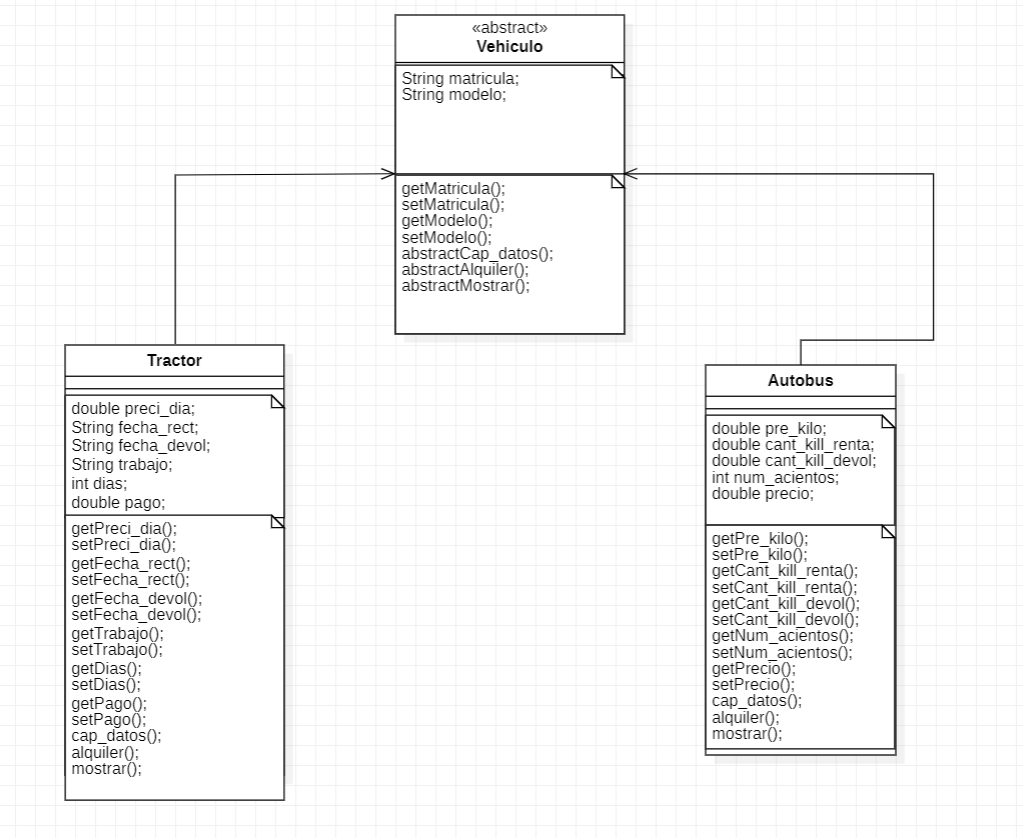 «abstract»
Vehiculo
String matricula;
String modelo;
getMatricula();
setMatricula();
getModelo();
setModelo();
abstractCap_datos();
abstractAlquiler();
abstractMostrar();
Tractor
double preci_dia;
String fecha_rect;
String fecha_devol;
String trabajo;
int dias;
double pago;
getPreci_dia();
setPreci_dia();
getFecha_rect();
setFecha_rect();
getFecha_devol();
setFecha_devol();
getTrabajo();
setTrabajo();
getDias();
setDias();
getPago();
setPago();
cap_datos();
alquiler();
mostrar();
Autobus
double pre_kilo;
double cant_kill_renta;
double cant_kill_devol;
int num_acientos;
double precio;
getPre_kilo();
setPre_kilo();
getCant_kill_renta();
setCant_kill_renta();
getCant_kill_devol();
setCant_kill_devol();
getNum_acientos();
setNum_acientos();
getPrecio();
setPrecio();
cap_datos();
alquiler();
mostrar();